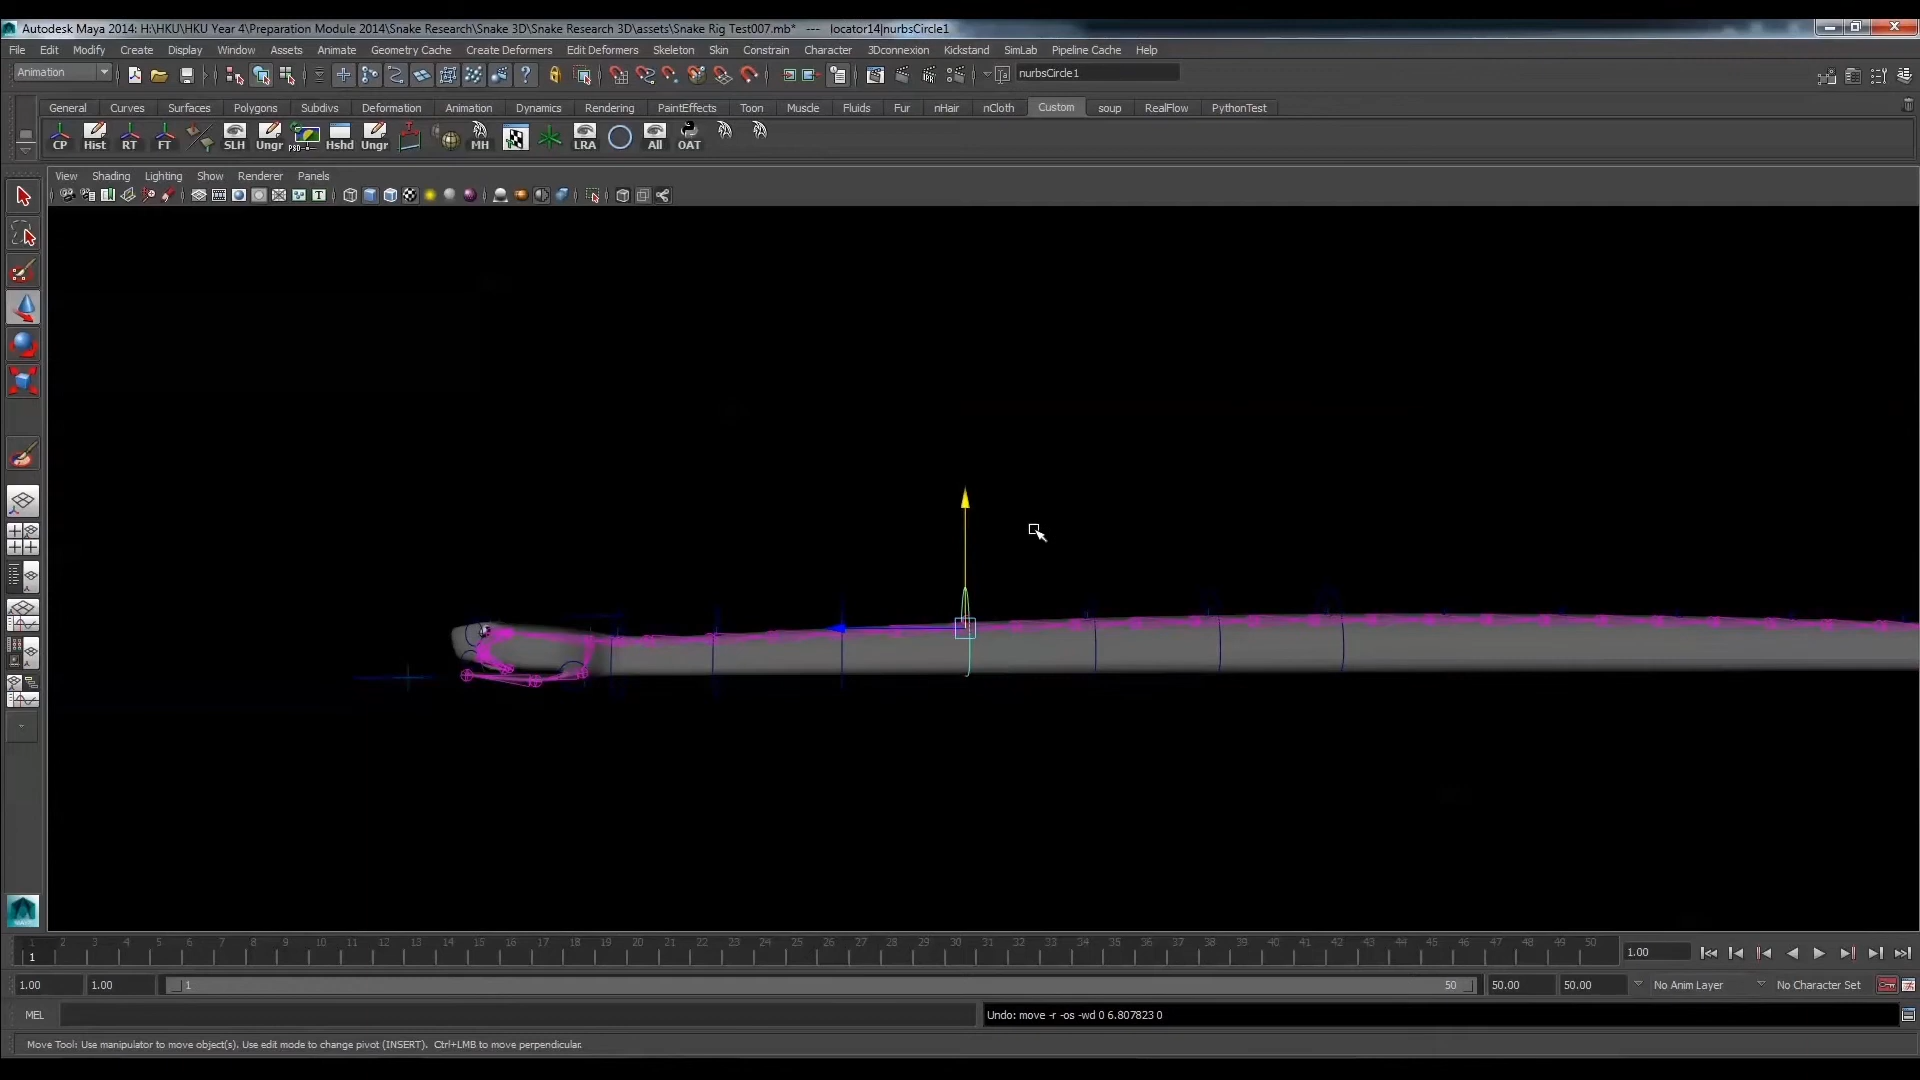 Autodesk Maya 2014: H:\HKU\HKU Year 4\Preparation Module 2014\Snake Research\Snake 3D\Snake Research 3D\assets\Snake Rig Test007.mb* --- locator14|nurbsCircle1
File Edit Modify Create Display Window Assets Animate Geometry Cache Create Deformers Edit Deformers Skeleton Skin Constrain Character 3Dconnexion Kickstand SimLab Pipeline Cache Help
Animation nurbsCircle1
General Curves Surfaces Polygons Subdivs Deformation Animation Dynamics Rendering PaintEffects Toon Muscle Fluids Fur nHair nCloth Custom soup RealFlow PythonTest
CP Hist RT FT SLH Ungr PSD Hshd Ungr MH LRA All OAT
View Shading Lighting Show Renderer Panels
1 2 3 4 5 6 7 8 9 10 11 12 13 14 15 16 17 18 19 20 21 22 23 24 25 26 27 28 29 30 31 32 33 34 35 36 37 38 39 40 41 42 43 44 45 46 47 48 49 50
1 1.00
1.00 1.00 1 50 50.00 50.00 No Anim Layer No Character Set
MEL Undo: move -r -os -wd 0 6.807823 0
Move Tool: Use manipulator to move object(s). Use edit mode to change pivot (INSERT). Ctrl+LMB to move perpendicular.